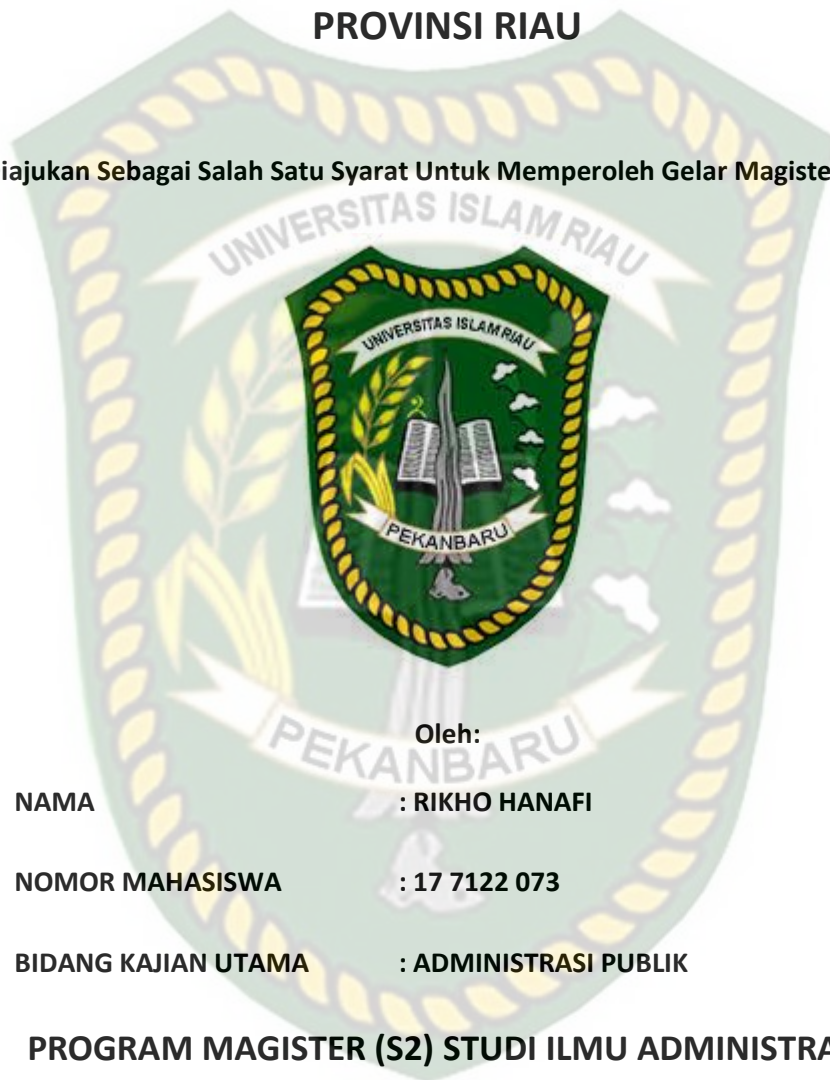 PROVINSI RIAU
iajukan Sebagai Salah Satu Syarat Untuk Memperoleh Gelar Magiste
UNIVERSITAS ISLAM RIAU
UNIVERSITAS ISLAM RIAU
PEKANBARU
PEKANBARU
Oleh:
NAMA : RIKHO HANAFI
NOMOR MAHASISWA : 17 7122 073
BIDANG KAJIAN UTAMA : ADMINISTRASI PUBLIK
PROGRAM MAGISTER (S2) STUDI ILMU ADMINISTRA